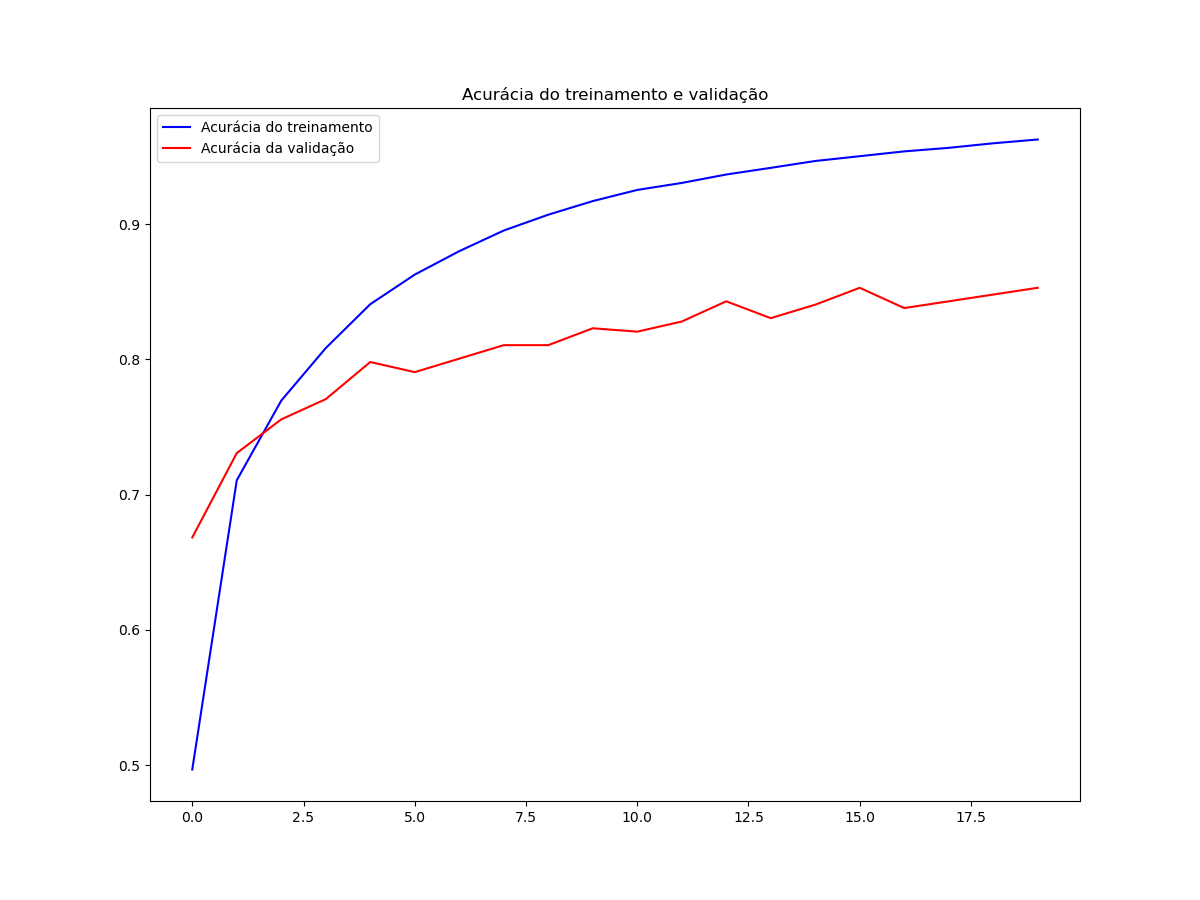 Acurácia do treinamento e validação
Acurácia do treinamento
Acurácia da validação
0.9
0.8
0.7
0.6
0.5
0.0 2.5 5.0 7.5 10.0 12.5 15.0 17.5